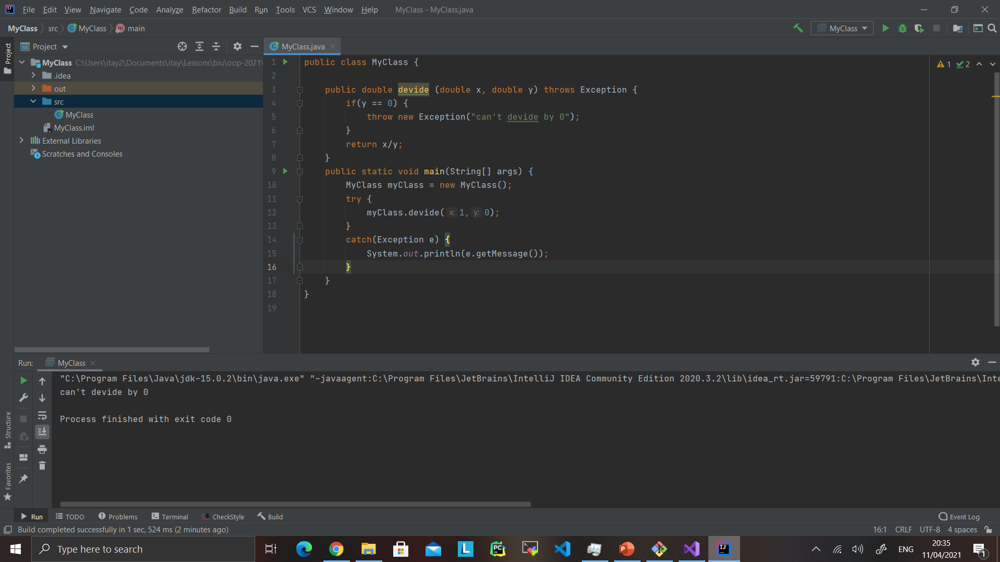 File Edit View Navigate Code Analyze Refactor Build Run Tools VCS Window Help MyClass - MyClass.java
MyClass src MyClass main MyClass
Project
Project
MyClass.java
MyClass C:\Users\itay2\Documents\itay\Lessons\biu\oop-2021\
.idea
out
src
MyClass
MyClass.iml
External Libraries
Scratches and Consoles
1 public class MyClass {
2
3 public double devide (double x, double y) throws Exception {
4 if(y == 0) {
5 throw new Exception("can't devide by 0");
6 }
7 return x/y;
8 }
9 public static void main(String[] args) {
10 MyClass myClass = new MyClass();
11 try {
12 myClass.devide( x: 1, y: 0);
13 }
14 catch(Exception e) {
15 System.out.println(e.getMessage());
16 }
17 }
18 }
19
1 2
Run: MyClass
"C:\Program Files\Java\jdk-15.0.2\bin\java.exe" "-javaagent:C:\Program Files\JetBrains\IntelliJ IDEA Community Edition 2020.3.2\lib\idea_rt.jar=59791:C:\Program Files\JetBrains\Inte
can't devide by 0
Process finished with exit code 0
Structure
Favorites
Run TODO Problems Terminal CheckStyle Build Event Log
Build completed successfully in 1 sec, 524 ms (2 minutes ago) 16:1 CRLF UTF-8 4 spaces
Type here to search
ENG
20:35
11/04/2021
1